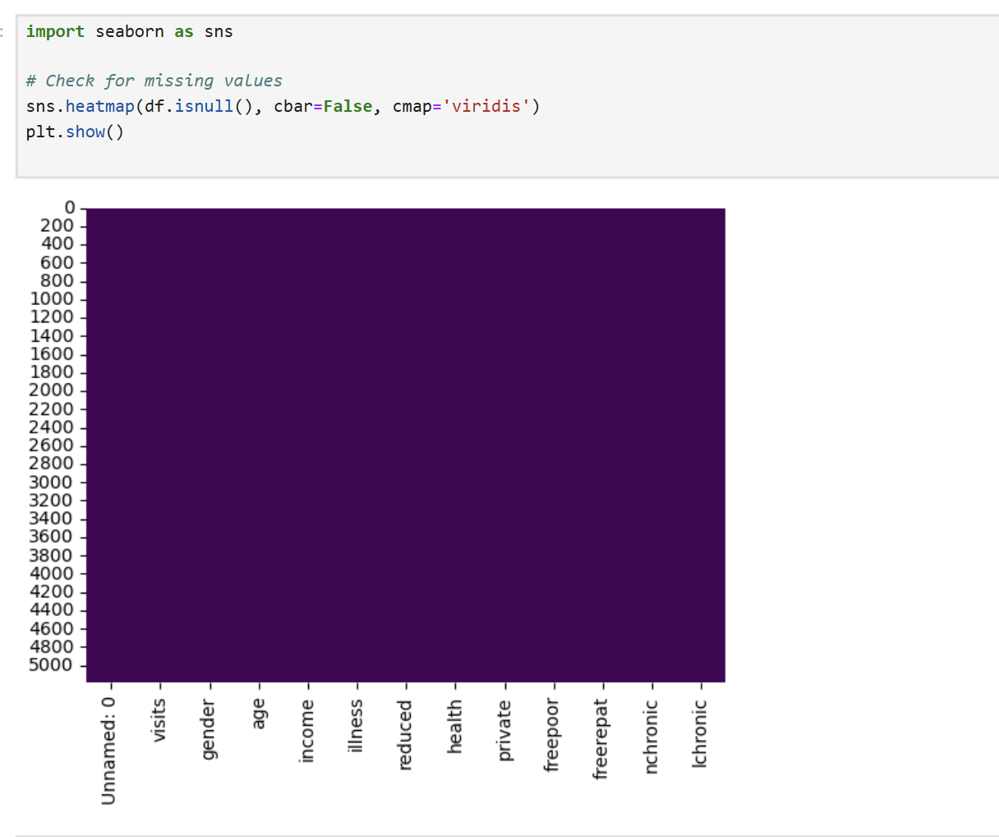 import seaborn as sns
# Check for missing values
sns.heatmap(df.isnull(), cbar=False, cmap='viridis')
plt.show()
0
200
400
600
800
1000
1200
1400
1600
1800
2000
2200
2400
2600
2800
3000
3200
3400
3600
3800
4000
4200
4400
4600
4800
5000
Unnamed: 0
visits
gender
age
income
illness
reduced
health
private
freepoor
freerepat
nchronic
lchronic